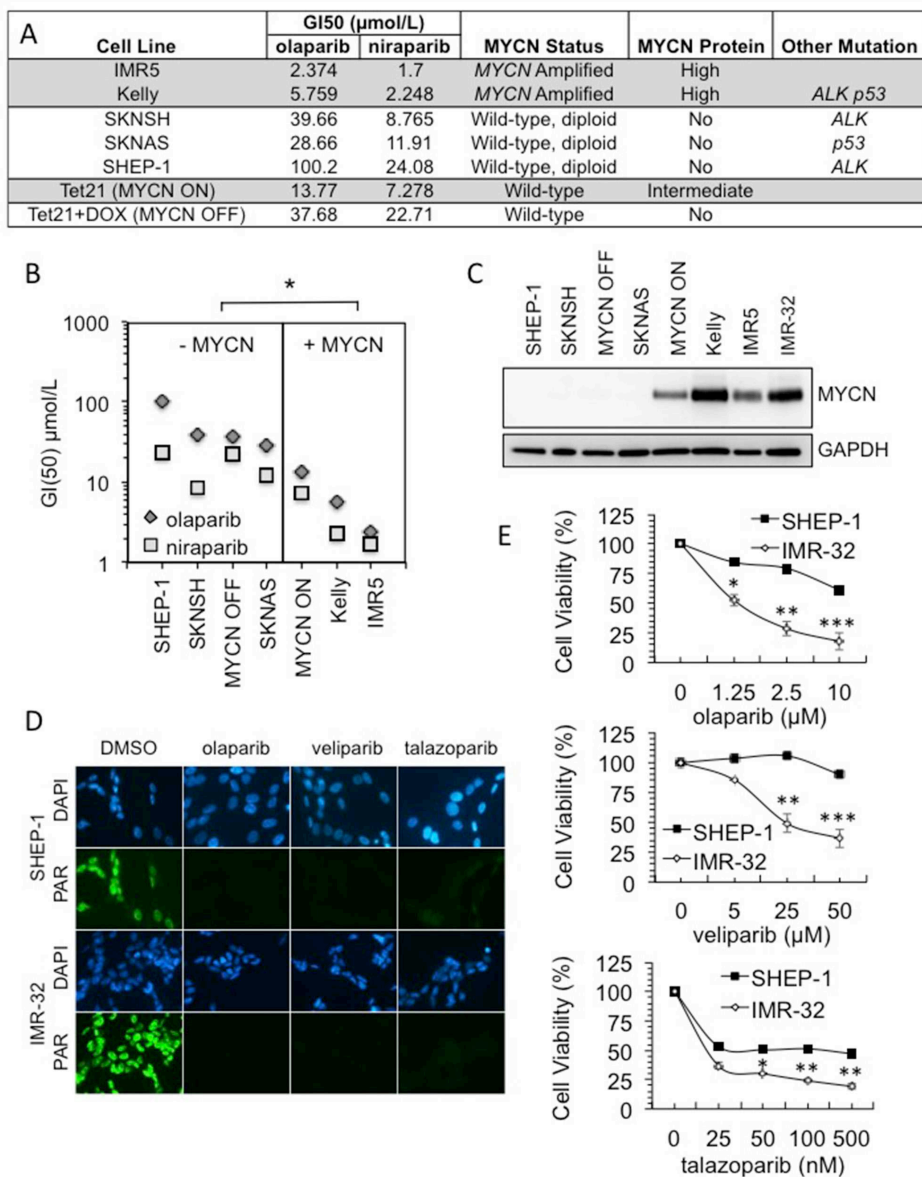 A
GI50 (µmol/L)
Cell Line olaparib niraparib MYCN Status MYCN Protein Other Mutation
IMR5 2.374 1.7 MYCN Amplified High
Kelly 5.759 2.248 MYCN Amplified High ALK p53
SKNSH 39.66 8.765 Wild-type, diploid No ALK
SKNAS 28.66 11.91 Wild-type, diploid No p53
SHEP-1 100.2 24.08 Wild-type, diploid No ALK
Tet21 (MYCN ON) 13.77 7.278 Wild-type Intermediate
Tet21+DOX (MYCN OFF) 37.68 22.71 Wild-type No
B
*
- MYCN + MYCN
1000
100
10
1
GI(50) µmol/L
olaparib
niraparib
SHEP-1
SKNSH
MYCN OFF
SKNAS
MYCN ON
Kelly
IMR5
C
SHEP-1
SKNSH
MYCN OFF
SKNAS
MYCN ON
Kelly
IMR5
IMR-32
MYCN
GAPDH
D
DMSO olaparib veliparib talazoparib
SHEP-1
DAPI
PAR
IMR-32
DAPI
PAR
E
Cell Viability (%)
125
100
75
50
25
0
SHEP-1
IMR-32
* ** ***
0 1.25 2.5 10
olaparib (µM)
Cell Viability (%)
125
100
75
50
25
0
** ***
SHEP-1
IMR-32
0 5 25 50
veliparib (µM)
Cell Viability (%)
125
100
75
50
25
0
SHEP-1
IMR-32
* ** **
0 25 50 100 500
talazoparib (nM)